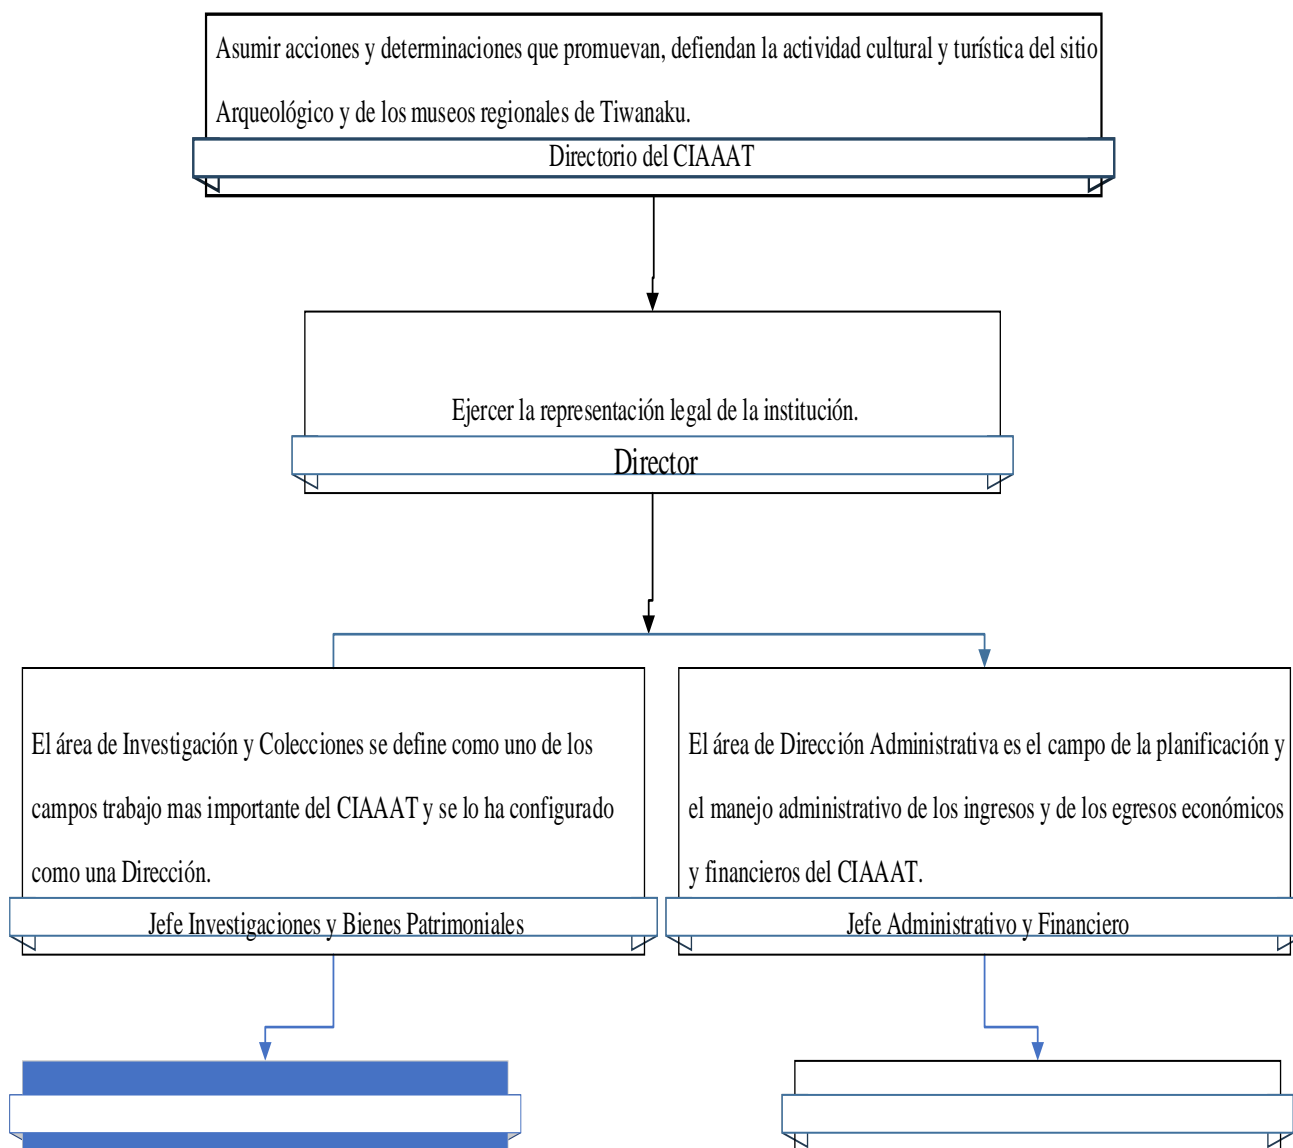 Asumir acciones y determinaciones que promuevan, defiendan la actividad cultural y turística del sitio
Arqueológico y de los museos regionales de Tiwanaku.
Directorio del CIAAAT
Ejercer la representación legal de la institución.
Director
El área de Investigación y Colecciones se define como uno de los
campos trabajo mas importante del CIAAAT y se lo ha configurado
como una Dirección.
Jefe Investigaciones y Bienes Patrimoniales
El área de Dirección Administrativa es el campo de la planificación y
el manejo administrativo de los ingresos y de los egresos económicos
y financieros del CIAAAT.
Jefe Administrativo y Financiero